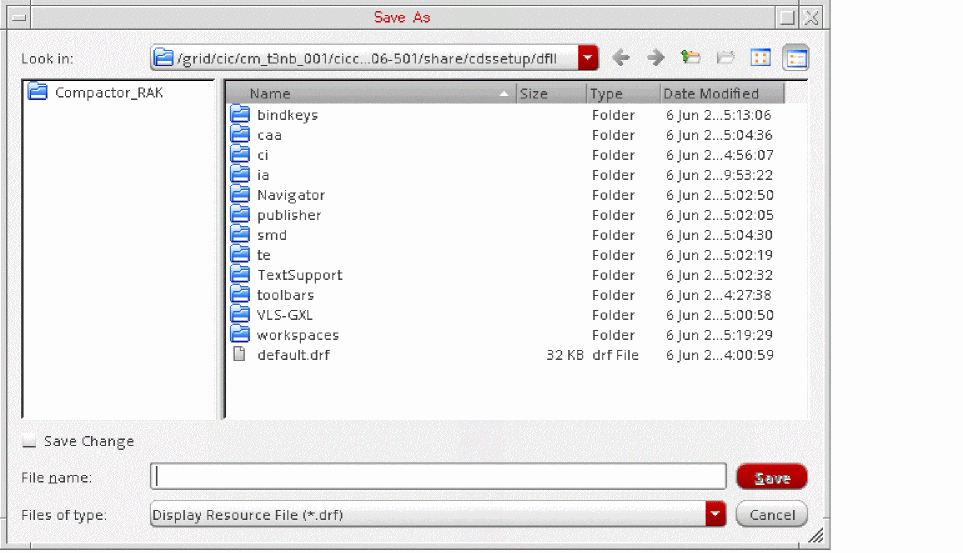 Save As
Look in: /grid/cic/cm_t3nb_001/cicc...06-501/share/cdssetup/dfII
Compactor_RAK
Name Size Type Date Modified
bindkeys Folder 6 Jun 2...5:13:06
caa Folder 6 Jun 2...5:04:36
ci Folder 6 Jun 2...4:56:07
ia Folder 6 Jun 2...9:53:22
Navigator Folder 6 Jun 2...5:02:50
publisher Folder 6 Jun 2...5:02:05
smd Folder 6 Jun 2...5:04:30
te Folder 6 Jun 2...5:02:19
TextSupport Folder 6 Jun 2...5:02:32
toolbars Folder 6 Jun 2...4:27:38
VLS-GXL Folder 6 Jun 2...5:00:50
workspaces Folder 6 Jun 2...5:19:29
default.drf 32 KB drf File 6 Jun 2...4:00:59
Save Change
File name: Save
Files of type: Display Resource File (*.drf) Cancel